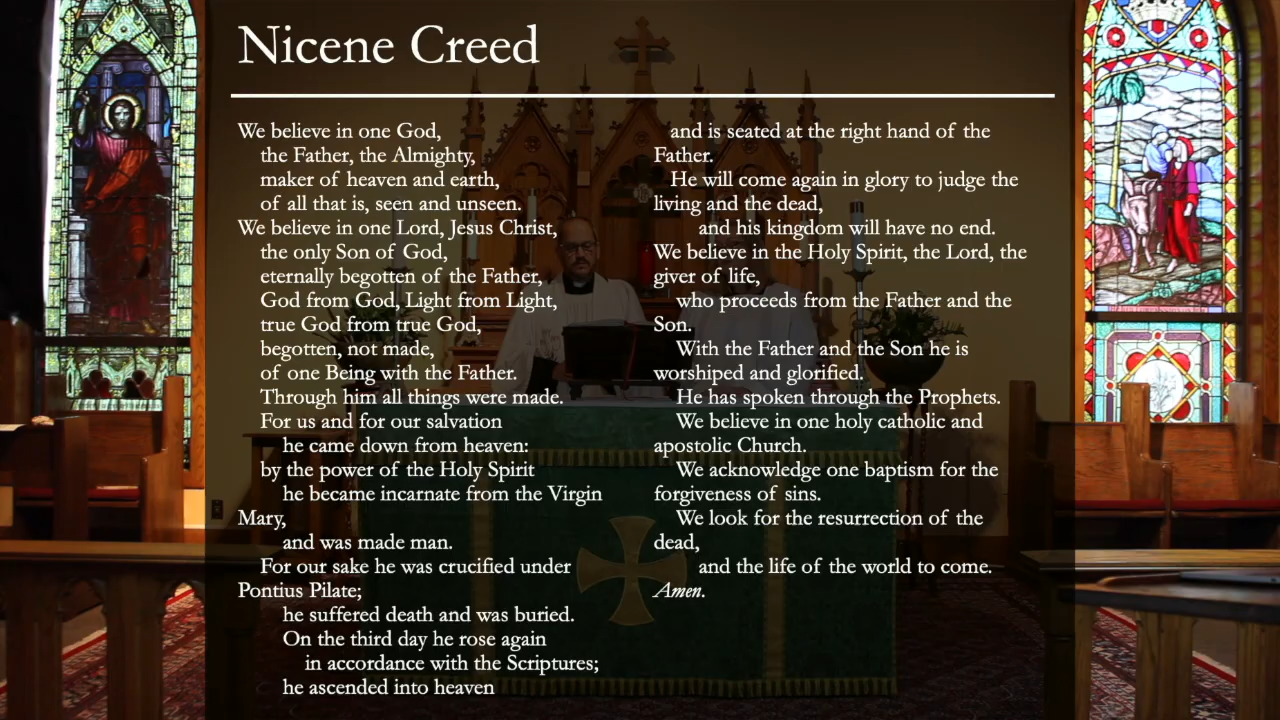 Nicene Creed
We believe in one God,
the Father, the Almighty,
maker of heaven and earth,
of all that is, seen and unseen.
We believe in one Lord, Jesus Christ,
the only Son of God,
eternally begotten of the Father,
God from God, Light from Light,
true God from true God,
begotten, not made,
of one Being with the Father.
Through him all things were made.
For us and for our salvation
he came down from heaven:
by the power of the Holy Spirit
he became incarnate from the Virgin
Mary,
and was made man.
For our sake he was crucified under
Pontius Pilate;
he suffered death and was buried.
On the third day he rose again
in accordance with the Scriptures;
he ascended into heaven
and is seated at the right hand of the
Father.
He will come again in glory to judge the
living and the dead,
and his kingdom will have no end.
We believe in the Holy Spirit, the Lord, the
giver of life,
who proceeds from the Father and the
Son.
With the Father and the Son he is
worshiped and glorified.
He has spoken through the Prophets.
We believe in one holy catholic and
apostolic Church.
We acknowledge one baptism for the
forgiveness of sins.
We look for the resurrection of the
dead,
and the life of the world to come.
Amen.